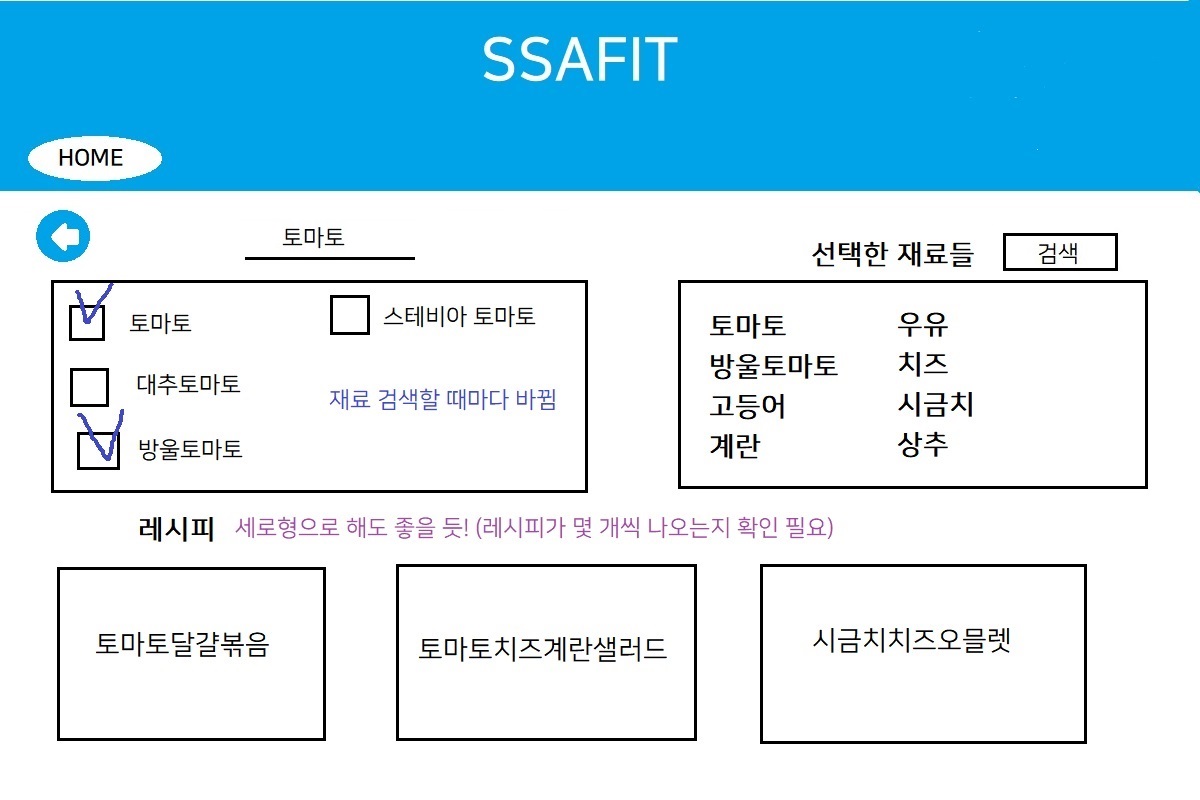 SSAFIT
HOME
토마토
토마토
스테비아 토마토
대추토마토
재료 검색할 때마다 바뀜
방울토마토
선택한 재료들
검색
토마토 우유
방울토마토 치즈
고등어 시금치
계란 상추
레시피 세로형으로 해도 좋을 듯! (레시피가 몇 개씩 나오는지 확인 필요)
토마토달걀볶음
토마토치즈계란샐러드
시금치치즈오믈렛